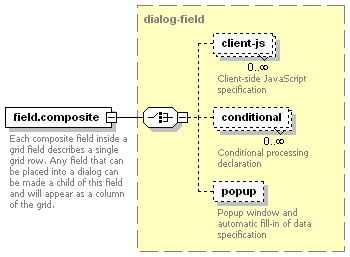 dialog-field
client-js
0..∞
Client-side JavaScript
specification
field.composite
Each composite field inside a
grid field describes a single
grid row. Any field that can
be placed into a dialog can
be made a child of this field
and will appear as a column
of the grid.
conditional
0..∞
Conditional processing
declaration
popup
Popup window and
automatic fill-in of data
specification